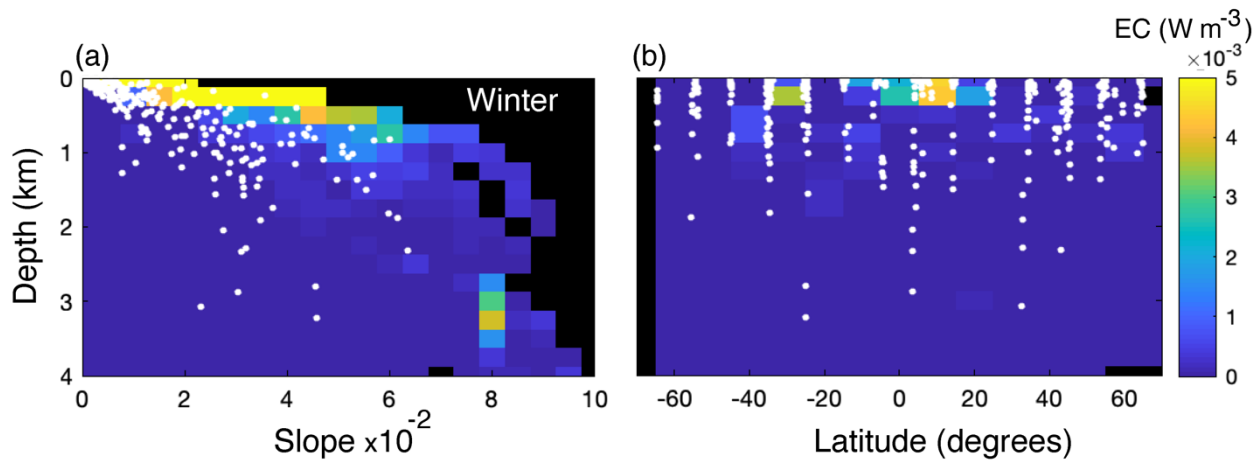 EC (W m-3)
×10-3
(a)
(b)
Winter
0
1
2
3
4
Depth (km)
0 2 4 6 8 10
Slope x10-2
-60 -40 -20 0 20 40 60
Latitude (degrees)
5
4
3
2
1
0